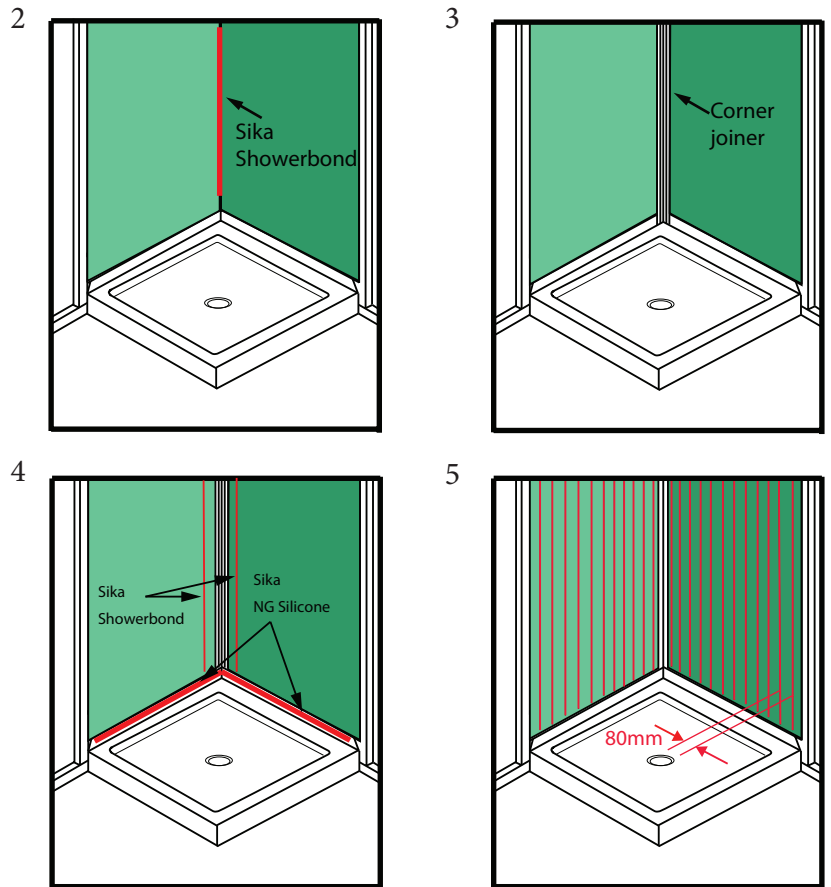 2
Sika
Showerbond
3
Corner
joiner
4
Sika
Showerbond
Sika
NG Silicone
5
80mm